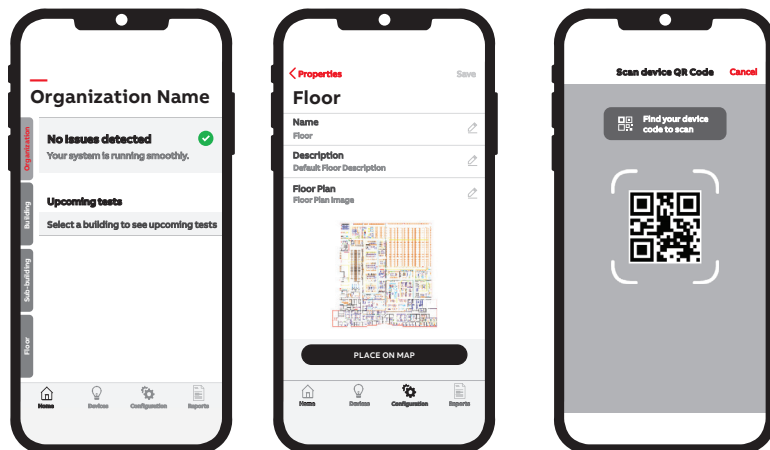 Organization Name
Organization
No Issues detected
Your system is running smoothly.
Building
Upcoming tests
Select a building to see upcoming tests
Sub-building
Floor
Home
Devices
Configuration
Reports
Properties
Save
Floor
Name
Floor
Description
Default Floor Description
Floor Plan
Floor Plan Image
PLACE ON MAP
Home
Devices
Configuration
Reports
Scan device QR Code
Cancel
Find your device
code to scan